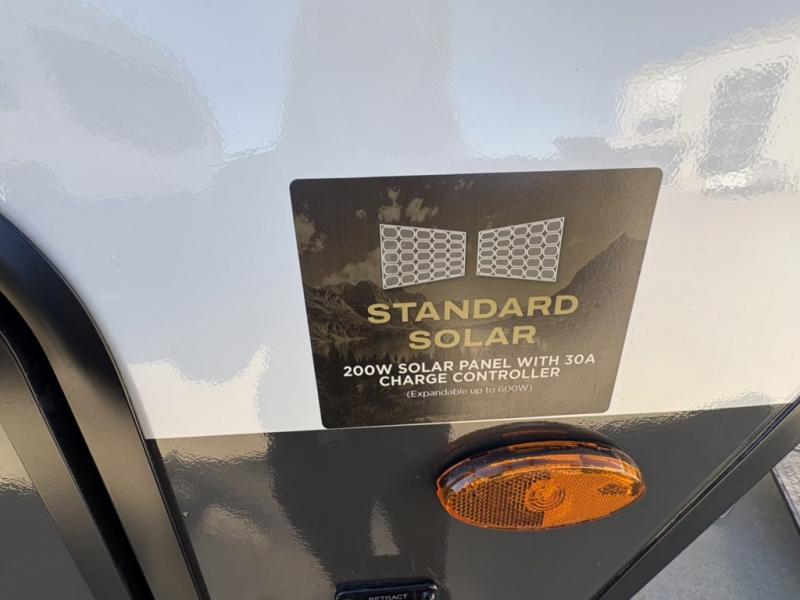 STANDARD
SOLAR
200W SOLAR PANEL WITH 30A
CHARGE CONTROLLER
(Expandable up to 600W)
RETRACT